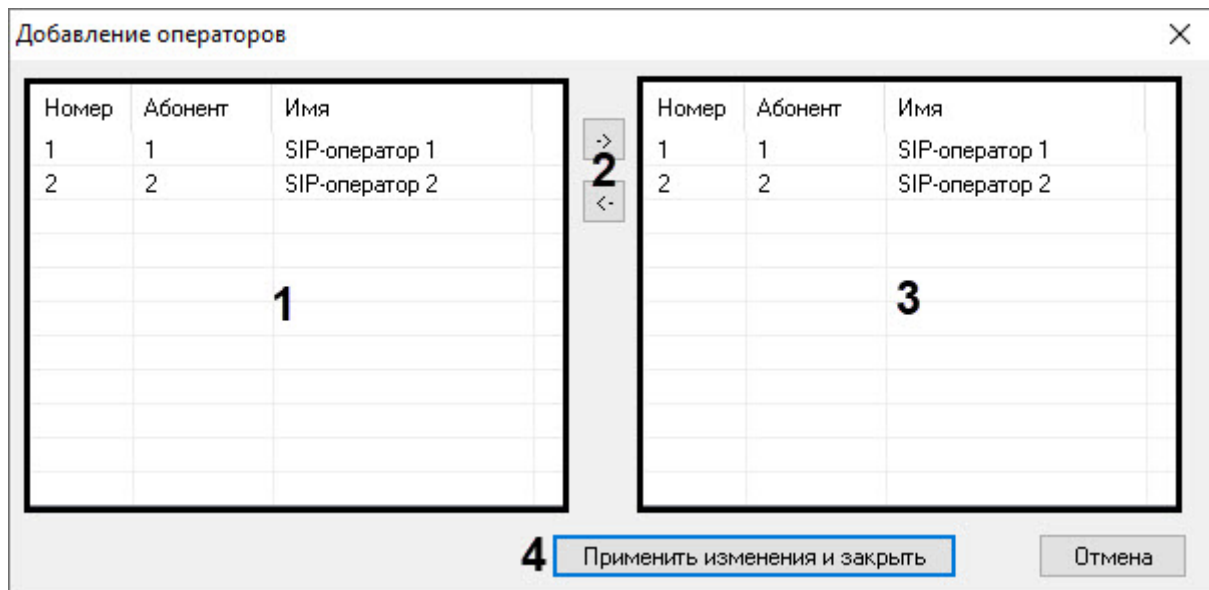 Добавление операторов
Номер Абонент Имя
1 1 SIP-оператор 1
2 2 SIP-оператор 2
1
->
2
<-
Номер Абонент Имя
1 1 SIP-оператор 1
2 2 SIP-оператор 2
3
4 Применить изменения и закрыть Отмена